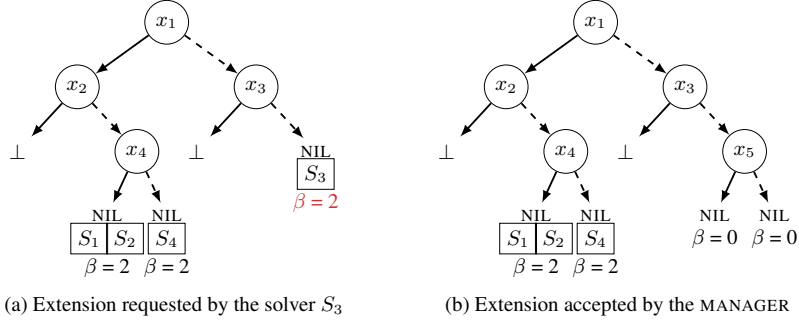 x₁ x₁
x₂ x₃ x₂ x₃
⊥ x₄ ⊥ NIL ⊥ x₄ ⊥ x₅
S₃
β = 2
NIL NIL NIL NIL NIL NIL
S₁ S₂ S₄ S₁ S₂ S₄ β = 0 β = 0
β = 2 β = 2 β = 2 β = 2
(a) Extension requested by the solver S₃
(b) Extension accepted by the MANAGER